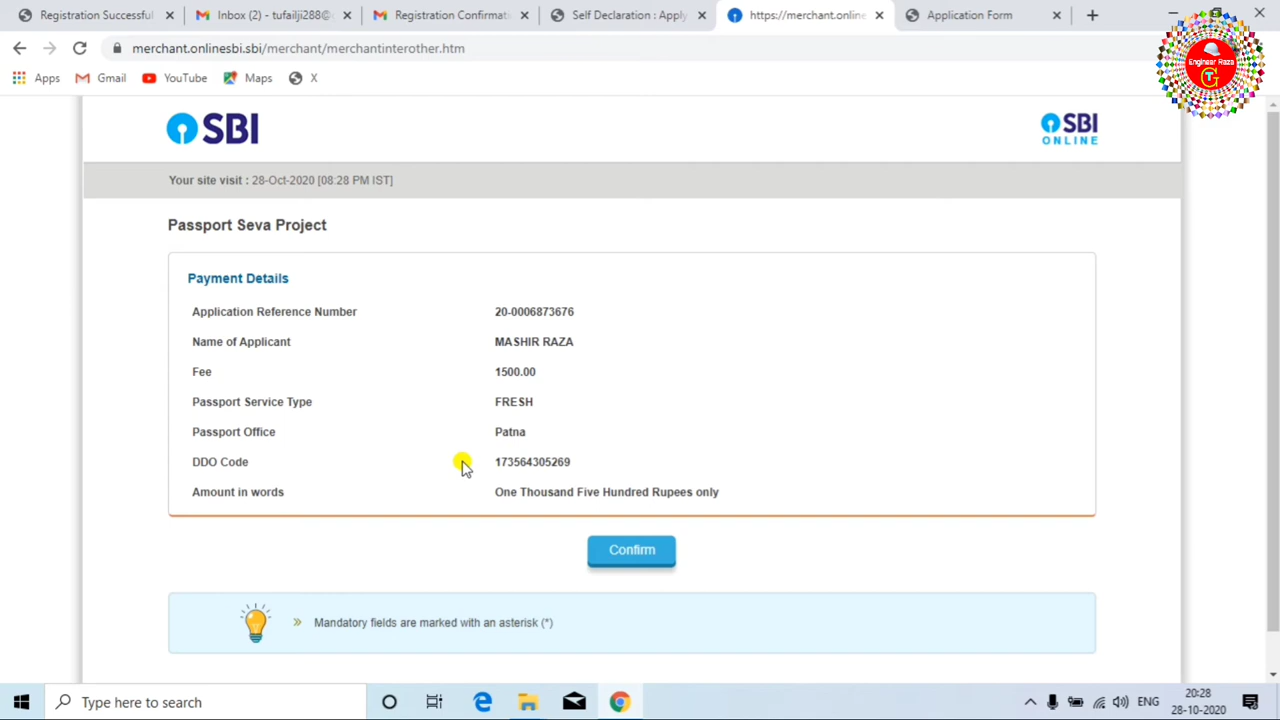 Registration Successful
Inbox (2) - tufailji288@
Registration Confirmat
Self Declaration : Apply
https://merchant.online
Application Form
merchant.onlinesbi.sbi/merchant/merchantinterother.htm
Apps
Gmail
YouTube
Maps
X
Engineer Raza
SBI
SBI
ONLINE
Your site visit : 28-Oct-2020 [08:28 PM IST]
Passport Seva Project
Payment Details
Application Reference Number 20-0006873676
Name of Applicant MASHIR RAZA
Fee 1500.00
Passport Service Type FRESH
Passport Office Patna
DDO Code 173564305269
Amount in words One Thousand Five Hundred Rupees only
Confirm
» Mandatory fields are marked with an asterisk (*)
Type here to search
ENG
20:28
28-10-2020